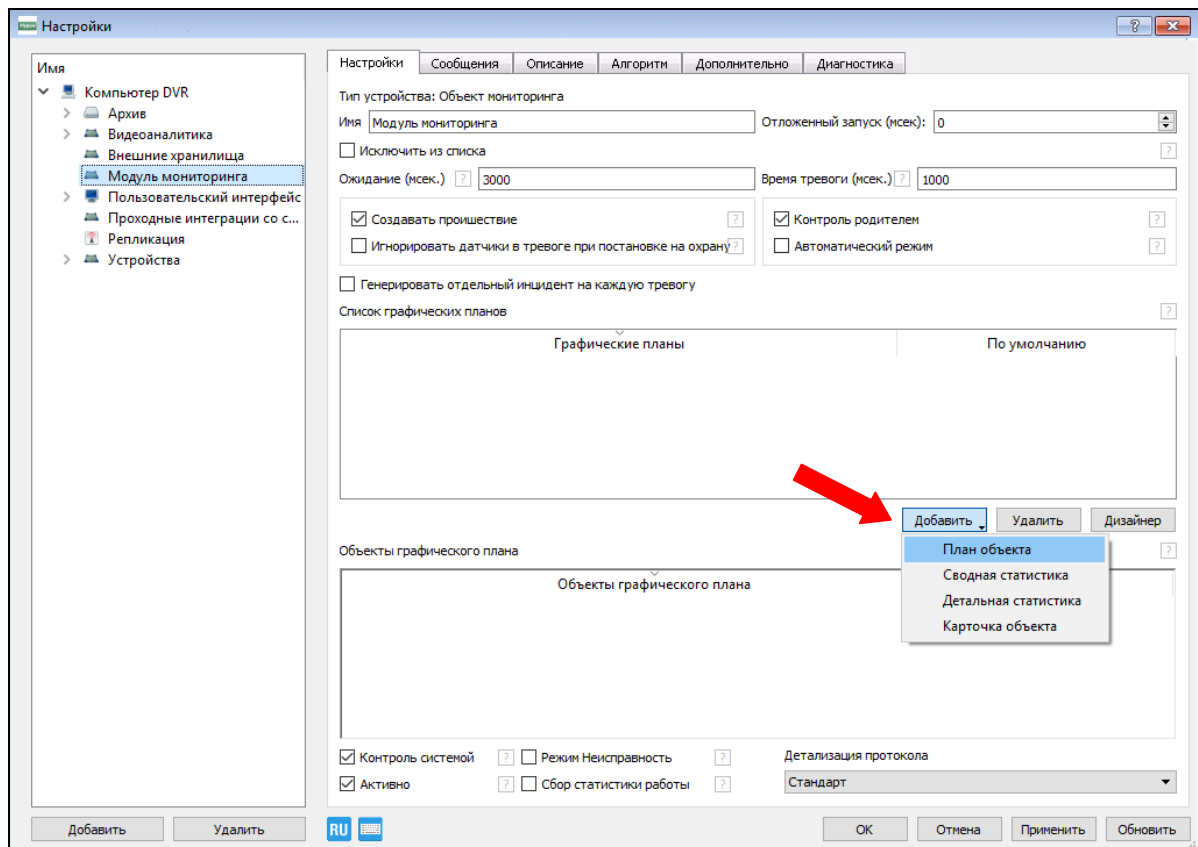 Настройки
Имя
Компьютер DVR
Архив
Видеоаналитика
Внешние хранилища
Модуль мониторинга
Пользовательский интерфейс
Проходные интеграции со с...
Репликация
Устройства
Добавить Удалить
Настройки Сообщения Описание Алгоритм Дополнительно Диагностика
Тип устройства: Объект мониторинга
Имя Модуль мониторинга Отложенный запуск (мсек): 0
Исключить из списка ?
Ожидание (мсек.) ? 3000 Время тревоги (мсек.) ? 1000
Создавать происшествие ? Контроль родителем ?
Игнорировать датчики в тревоге при постановке на охрану ? Автоматический режим ?
Генерировать отдельный инцидент на каждую тревогу
Список графических планов ?
Графические планы По умолчанию
Добавить Удалить Дизайнер
План объекта
Сводная статистика
Детальная статистика
Карточка объекта
Объекты графического плана ?
Объекты графического плана
Контроль системой ? Режим Неисправность ? Детализация протокола
Активно ? Сбор статистики работы ? Стандарт
RU OK Отмена Применить Обновить